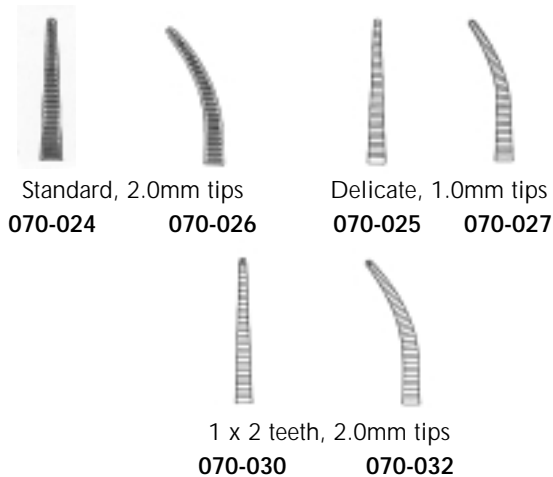 Standard, 2.0mm tips
070-024 070-026
Delicate, 1.0mm tips
070-025 070-027
1 x 2 teeth, 2.0mm tips
070-030 070-032